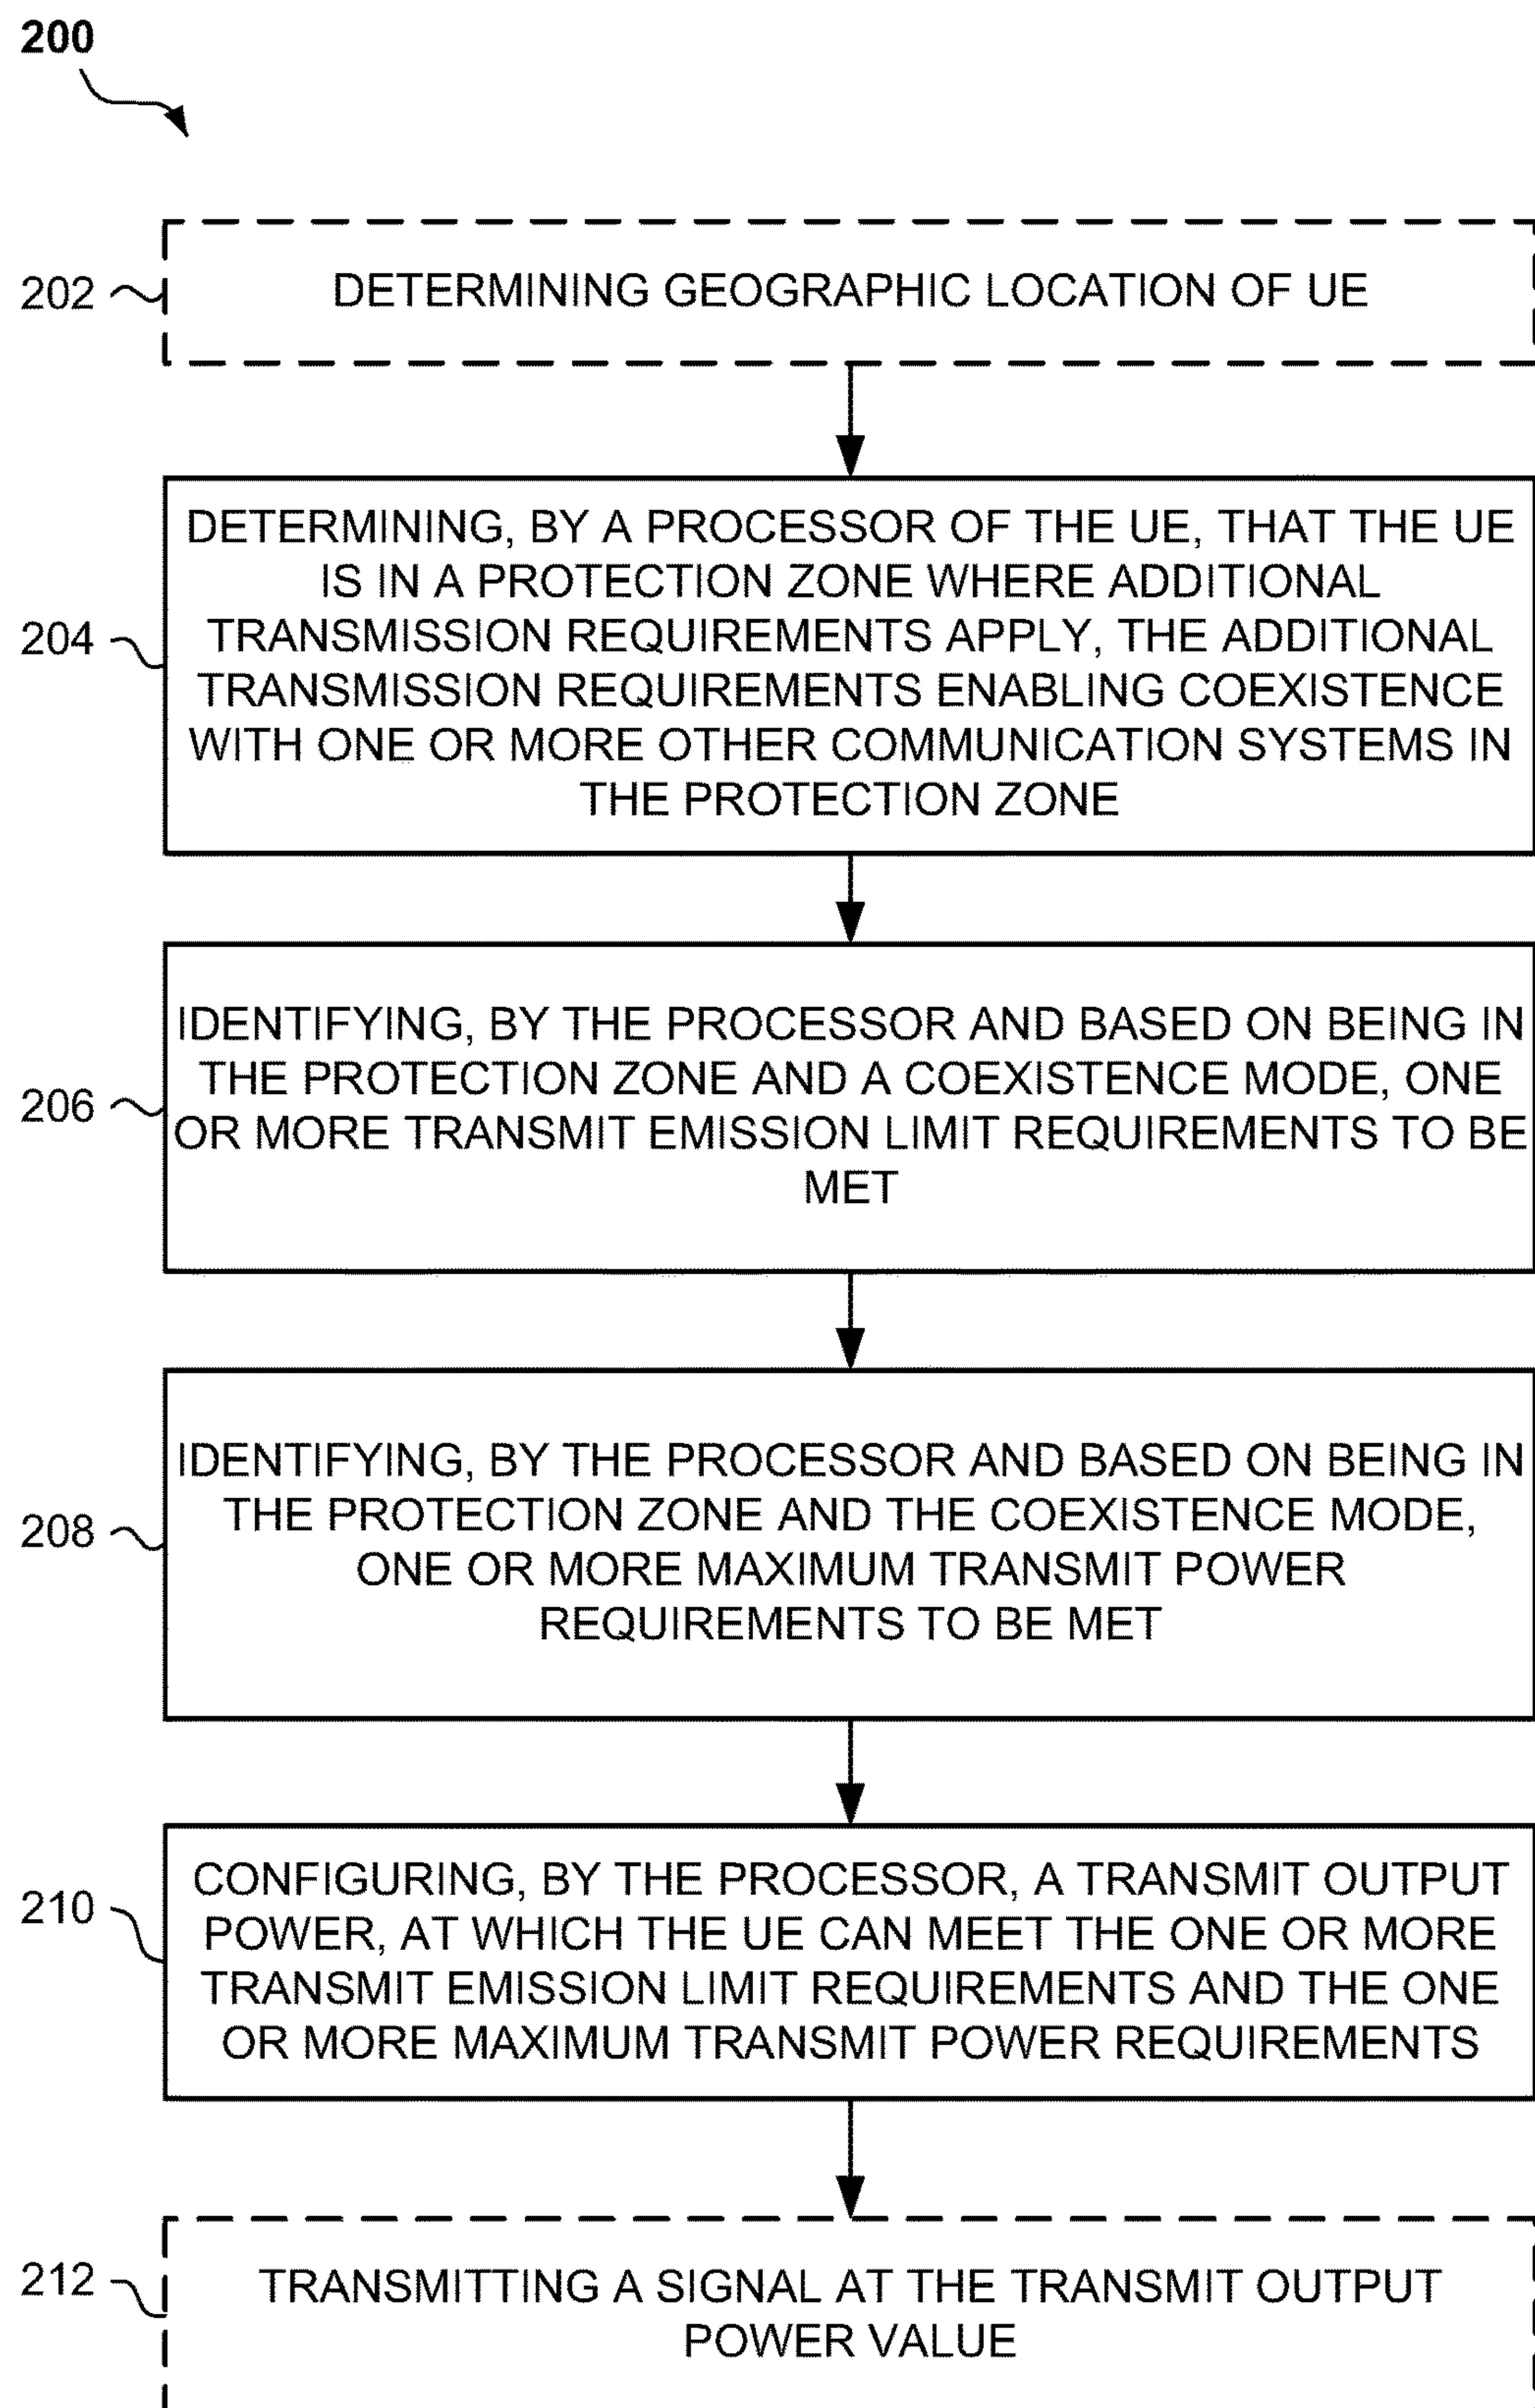 200
202
DETERMINING GEOGRAPHIC LOCATION OF UE
204
DETERMINING, BY A PROCESSOR OF THE UE, THAT THE UE
IS IN A PROTECTION ZONE WHERE ADDITIONAL
TRANSMISSION REQUIREMENTS APPLY, THE ADDITIONAL
TRANSMISSION REQUIREMENTS ENABLING COEXISTENCE
WITH ONE OR MORE OTHER COMMUNICATION SYSTEMS IN
THE PROTECTION ZONE
206
IDENTIFYING, BY THE PROCESSOR AND BASED ON BEING IN
THE PROTECTION ZONE AND A COEXISTENCE MODE, ONE
OR MORE TRANSMIT EMISSION LIMIT REQUIREMENTS TO BE
MET
208
IDENTIFYING, BY THE PROCESSOR AND BASED ON BEING IN
THE PROTECTION ZONE AND THE COEXISTENCE MODE,
ONE OR MORE MAXIMUM TRANSMIT POWER
REQUIREMENTS TO BE MET
210
CONFIGURING, BY THE PROCESSOR, A TRANSMIT OUTPUT
POWER, AT WHICH THE UE CAN MEET THE ONE OR MORE
TRANSMIT EMISSION LIMIT REQUIREMENTS AND THE ONE
OR MORE MAXIMUM TRANSMIT POWER REQUIREMENTS
212
TRANSMITTING A SIGNAL AT THE TRANSMIT OUTPUT
POWER VALUE